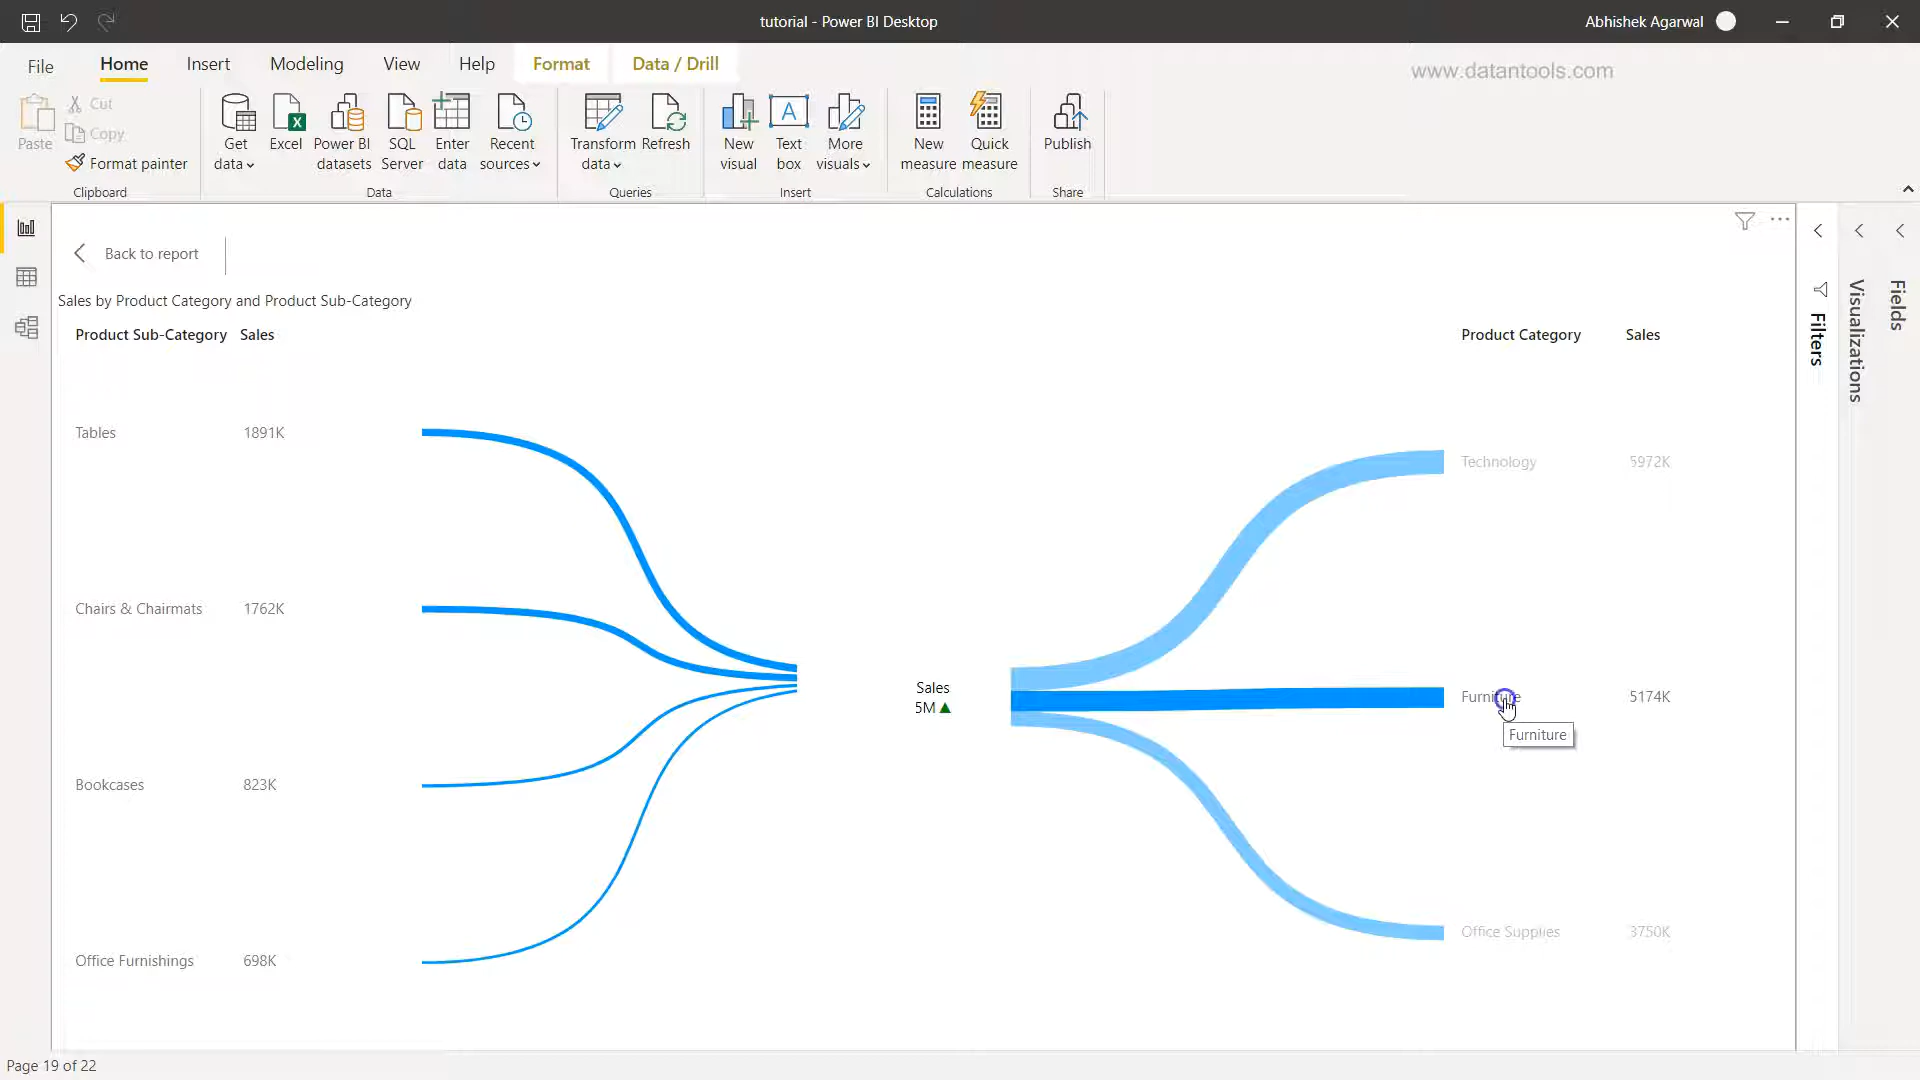 tutorial - Power BI Desktop
Abhishek Agarwal
File Home Insert Modeling View Help Format Data / Drill
www.datantools.com
Paste
Cut
Copy
Format painter
Clipboard
Get data
Excel
Power BI datasets
SQL Server
Enter data
Recent sources
Data
Transform data
Refresh
Queries
New visual
Text box
More visuals
Insert
New measure
Quick measure
Calculations
Publish
Share
Back to report
Sales by Product Category and Product Sub-Category
Product Sub-Category Sales
Product Category Sales
Tables 1891K
Technology 5972K
Chairs & Chairmats 1762K
Sales
5M
Furniture 5174K
Furniture
Bookcases 823K
Office Supplies 3750K
Office Furnishings 698K
Filters
Visualizations
Fields
Page 19 of 22